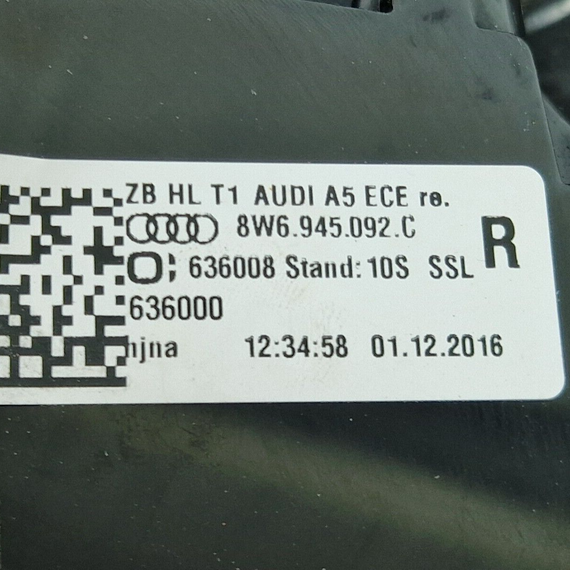 ZB HL T1 AUDI A5 ECE re.
8W6.945.092.C
R
636008 Stand: 10S SSL
636000
12:34:58 01.12.2016